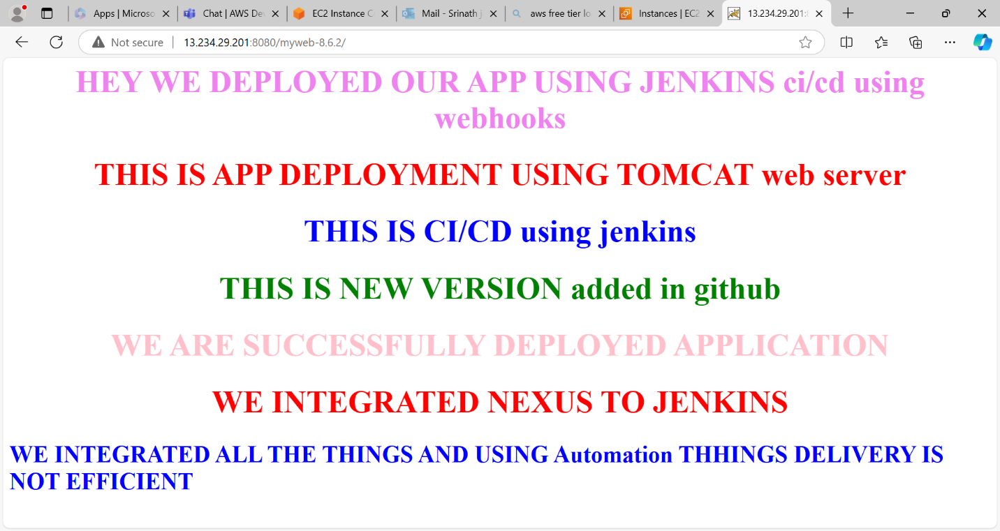 Apps | Microso
Chat | AWS De
EC2 Instance C
Mail - Srinath j
aws free tier lo
Instances | EC2
13.234.29.201:
Not secure
13.234.29.201:8080/myweb-8.6.2/
HEY WE DEPLOYED OUR APP USING JENKINS ci/cd using
webhooks
THIS IS APP DEPLOYMENT USING TOMCAT web server
THIS IS CI/CD using jenkins
THIS IS NEW VERSION added in github
WE ARE SUCCESSFULLY DEPLOYED APPLICATION
WE INTEGRATED NEXUS TO JENKINS
WE INTEGRATED ALL THE THINGS AND USING Automation THHINGS DELIVERY IS
NOT EFFICIENT